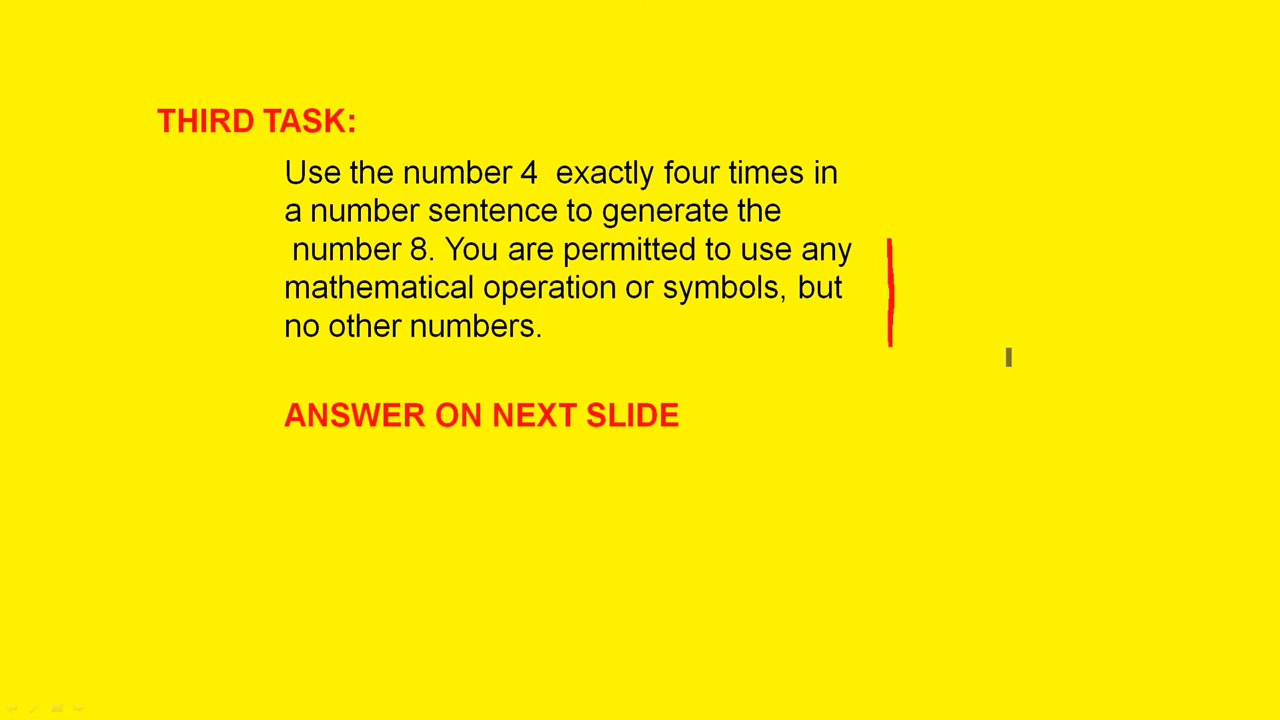 THIRD TASK:
Use the number 4  exactly four times in
a number sentence to generate the
number 8. You are permitted to use any
mathematical operation or symbols, but
no other numbers.
ANSWER ON NEXT SLIDE